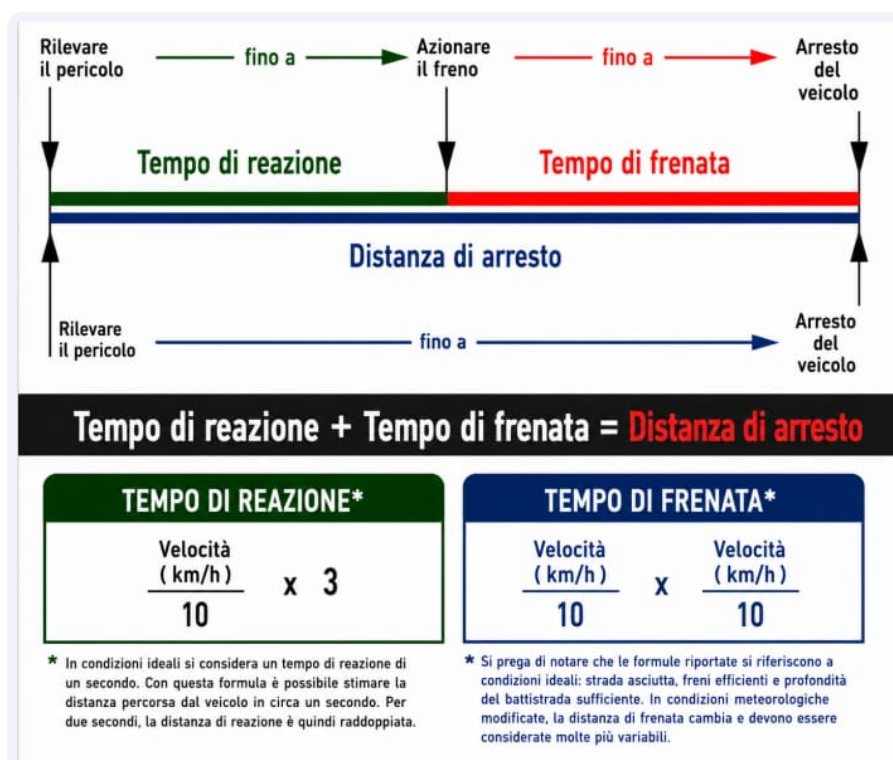 Rilevare
il pericolo
fino a
Azionare
il freno
fino a
Arresto
del
veicolo
Tempo di reazione
Tempo di frenata
Distanza di arresto
Rilevare
il pericolo
fino a
Arresto
del
veicolo
Tempo di reazione + Tempo di frenata = Distanza di arresto
TEMPO DI REAZIONE*
Velocità
( km/h )
10
x 3
* In condizioni ideali si considera un tempo di reazione di
un secondo. Con questa formula è possibile stimare la
distanza percorsa dal veicolo in circa un secondo. Per
due secondi, la distanza di reazione è quindi raddoppiata.
TEMPO DI FRENATA*
Velocità
( km/h )
10
x
Velocità
( km/h )
10
* Si prega di notare che le formule riportate si riferiscono a
condizioni ideali: strada asciutta, freni efficienti e profondità
del battistrada sufficiente. In condizioni meteorologiche
modificate, la distanza di frenata cambia e devono essere
considerate molte più variabili.